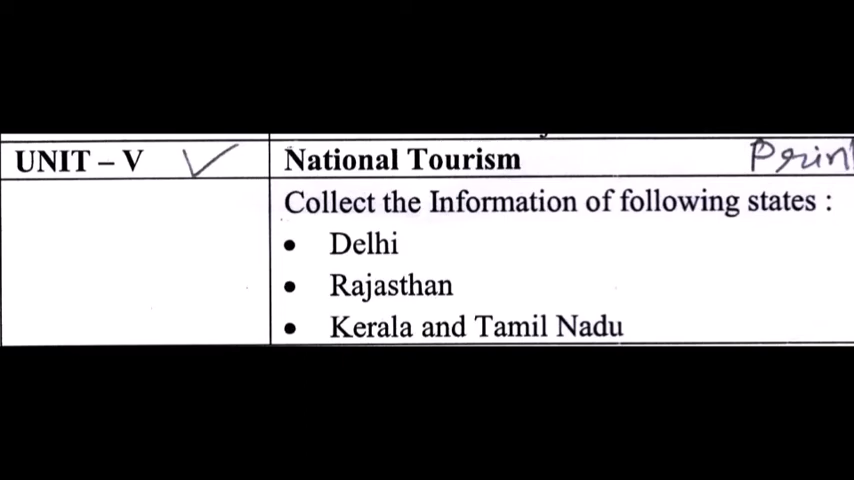 UNIT – V National Tourism
Collect the Information of following states :
• Delhi
• Rajasthan
• Kerala and Tamil Nadu